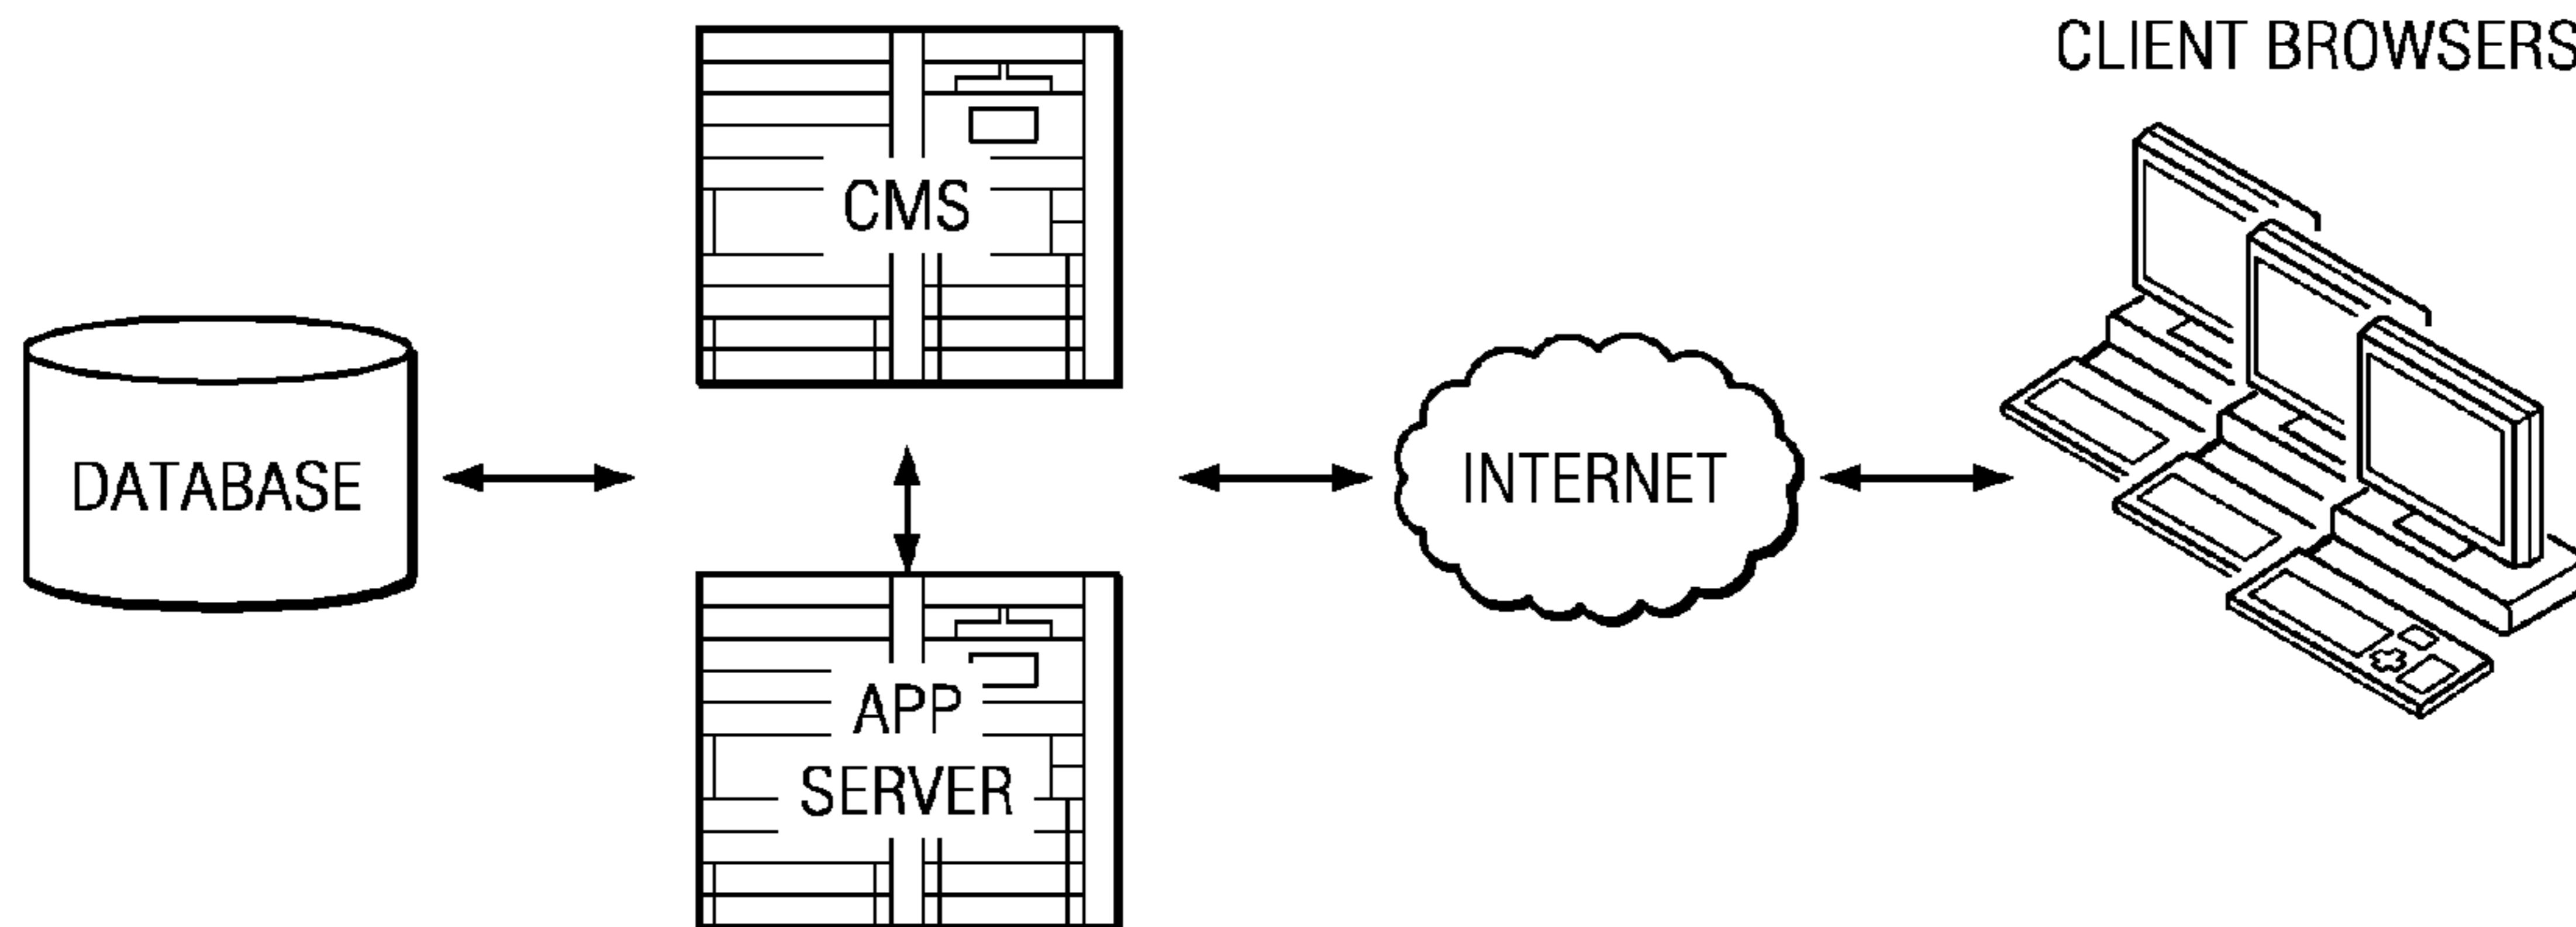 CLIENT BROWSERS
CMS
DATABASE
INTERNET
APP
SERVER